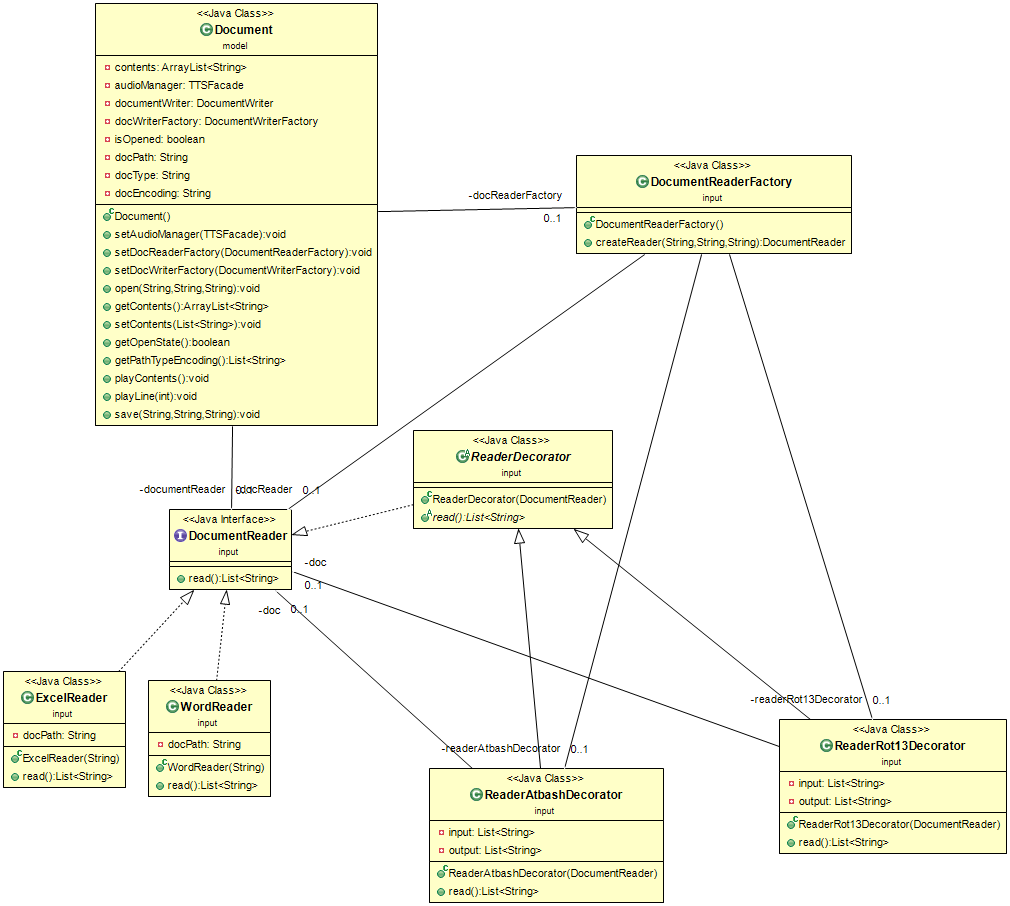 <<Java Class>>
Document
model
contents: ArrayList<String>
audioManager: TTSFacade
documentWriter: DocumentWriter
docWriterFactory: DocumentWriterFactory
isOpened: boolean
docPath: String
docType: String
docEncoding: String
Document()
setAudioManager(TTSFacade):void
setDocReaderFactory(DocumentReaderFactory):void
setDocWriterFactory(DocumentWriterFactory):void
open(String,String,String):void
getContents():ArrayList<String>
setContents(List<String>):void
getOpenState():boolean
getPathTypeEncoding():List<String>
playContents():void
playLine(int):void
save(String,String,String):void
-docReaderFactory
0..1
<<Java Class>>
DocumentReaderFactory
input
DocumentReaderFactory()
createReader(String,String,String):DocumentReader
<<Java Class>>
ReaderDecorator
input
ReaderDecorator(DocumentReader)
read():List<String>
-documentReader
0..1
-docReader
0..1
<<Java Interface>>
DocumentReader
input
read():List<String>
-doc
0..1
-doc
0..1
<<Java Class>>
ExcelReader
input
docPath: String
ExcelReader(String)
read():List<String>
<<Java Class>>
WordReader
input
docPath: String
WordReader(String)
read():List<String>
-readerAtbashDecorator
0..1
<<Java Class>>
ReaderAtbashDecorator
input
input: List<String>
output: List<String>
ReaderAtbashDecorator(DocumentReader)
read():List<String>
-readerRot13Decorator
0..1
<<Java Class>>
ReaderRot13Decorator
input
input: List<String>
output: List<String>
ReaderRot13Decorator(DocumentReader)
read():List<String>